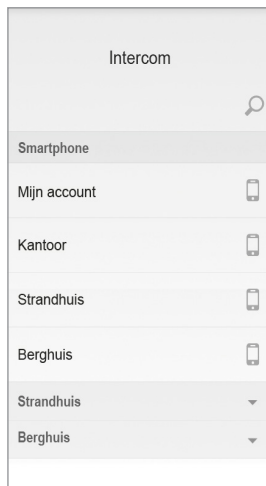 Intercom
Smartphone
Mijn account
Kantoor
Strandhuis
Berghuis
Strandhuis
Berghuis